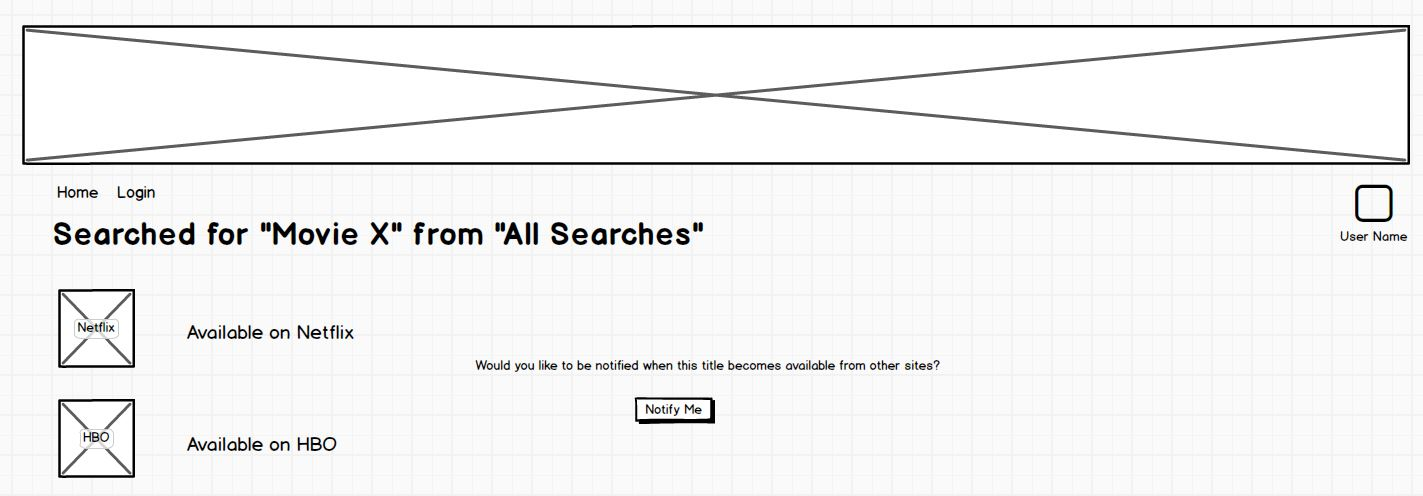 Home Login
User Name
Searched for "Movie X" from "All Searches"
Netflix
Available on Netflix
Would you like to be notified when this title becomes available from other sites?
Notify Me
HBO
Available on HBO